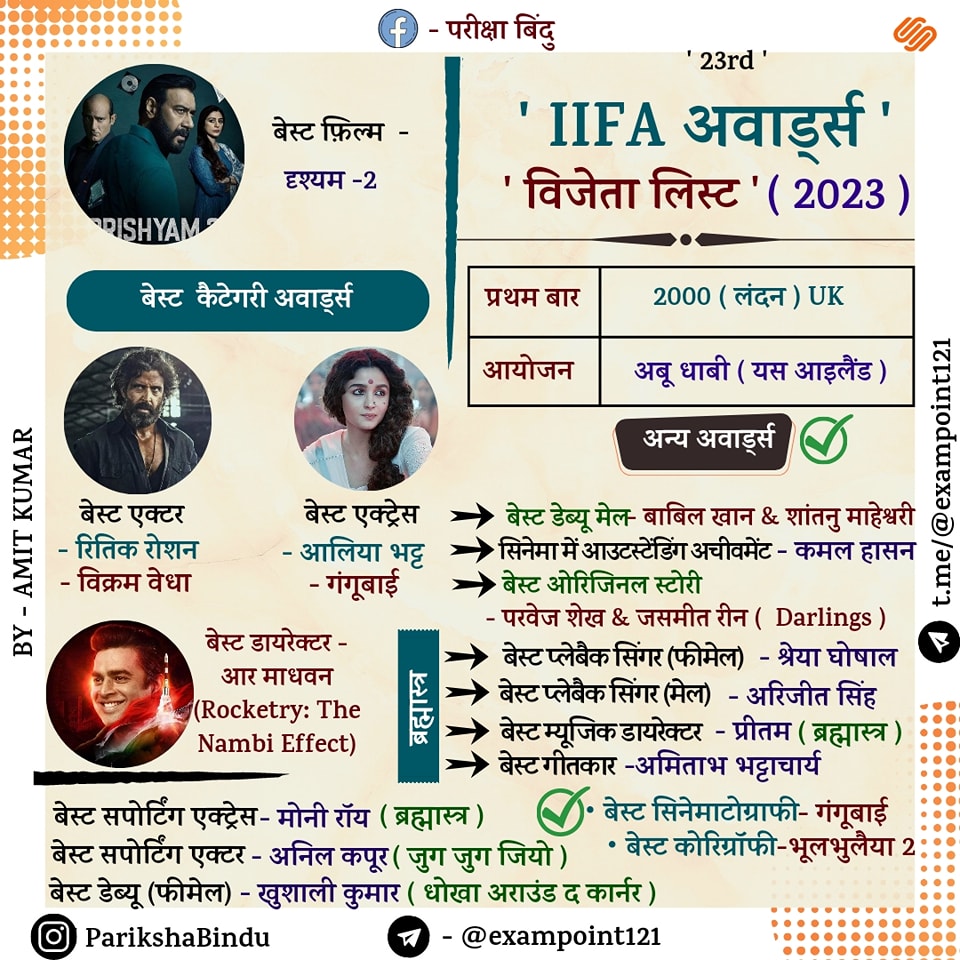 - परीक्षा बिंदु
' 23rd '
' IIFA अवार्ड्स '
' विजेता लिस्ट ' ( 2023 )
बेस्ट फ़िल्म -
दृश्यम -2
बेस्ट कैटेगरी अवार्ड्स
प्रथम बार
2000 ( लंदन ) UK
आयोजन
अबू धाबी ( यस आइलैंड )
बेस्ट एक्टर
- रितिक रोशन
- विक्रम वेधा
बेस्ट एक्ट्रेस
- आलिया भट्ट
- गंगूबाई
बेस्ट डायरेक्टर -
आर माधवन
(Rocketry: The
Nambi Effect)
अन्य अवार्ड्स
बेस्ट डेब्यू मेल- बाबिल खान & शांतनु माहेश्वरी
सिनेमा में आउटस्टेंडिंग अचीवमेंट - कमल हासन
बेस्ट ओरिजिनल स्टोरी
- परवेज शेख & जसमीत रीन ( Darlings )
ब्रह्मास्त्र
बेस्ट प्लेबैक सिंगर (फीमेल) - श्रेया घोषाल
बेस्ट प्लेबैक सिंगर (मेल) - अरिजीत सिंह
बेस्ट म्यूजिक डायरेक्टर - प्रीतम ( ब्रह्मास्त्र )
बेस्ट गीतकार -अमिताभ भट्टाचार्य
बेस्ट सपोर्टिंग एक्ट्रेस- मोनी रॉय ( ब्रह्मास्त्र )
बेस्ट सपोर्टिंग एक्टर - अनिल कपूर ( जुग जुग जियो )
बेस्ट डेब्यू (फीमेल) - खुशाली कुमार ( धोखा अराउंड द कार्नर )
• बेस्ट सिनेमाटोग्राफी- गंगूबाई
• बेस्ट कोरिग्रॉफी-भूलभुलैया 2
BY - AMIT KUMAR
t.me/@exampoint121
ParikshaBindu
- @exampoint121